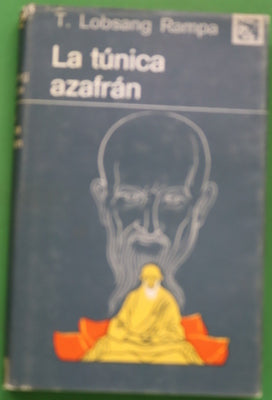 T. Lobsang Rampa
La túnica
azafrán